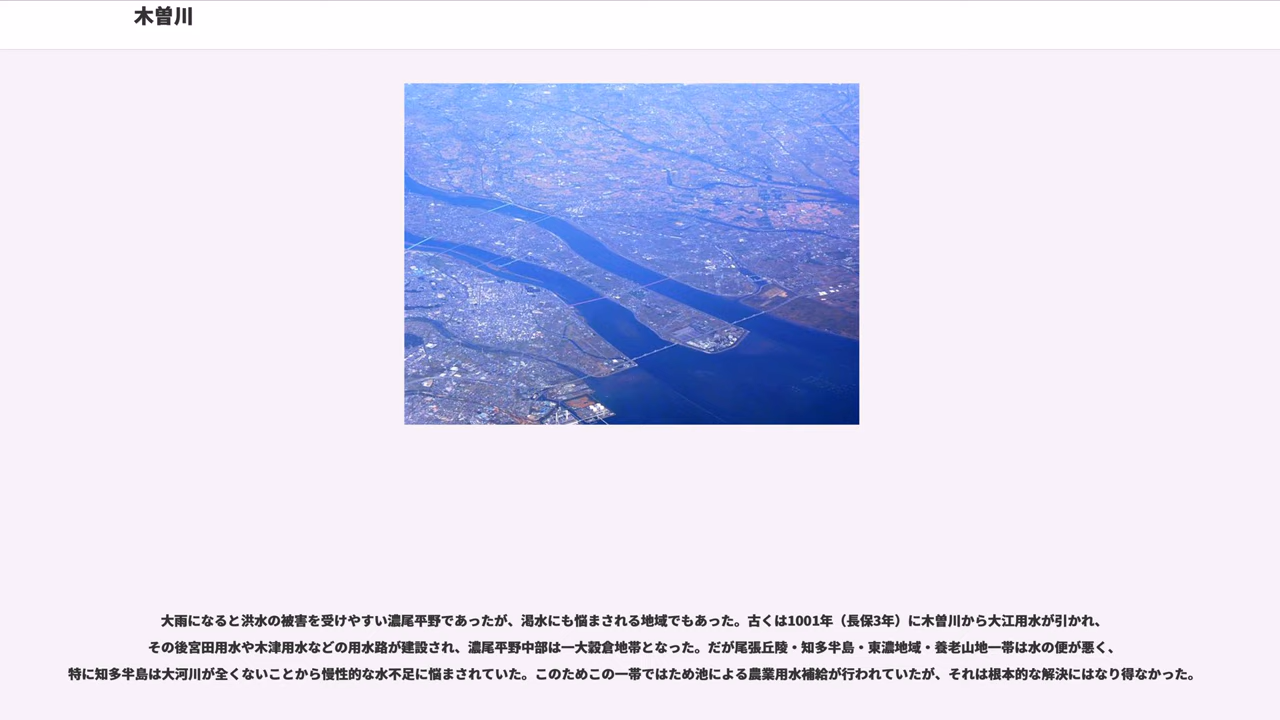 木曽川
大雨になると洪水の被害を受けやすい濃尾平野であったが、渇水にも悩まされる地域でもあった。古くは1001年（長保3年）に木曽川から大江用水が引かれ、
その後宮田用水や木津用水などの用水路が建設され、濃尾平野中部は一大穀倉地帯となった。だが尾張丘陵・知多半島・東濃地域・養老山地一帯は水の便が悪く、
特に知多半島は大河川が全くないことから慢性的な水不足に悩まされていた。このためこの一帯ではため池による農業用水補給が行われていたが、それは根本的な解決にはなり得なかった。